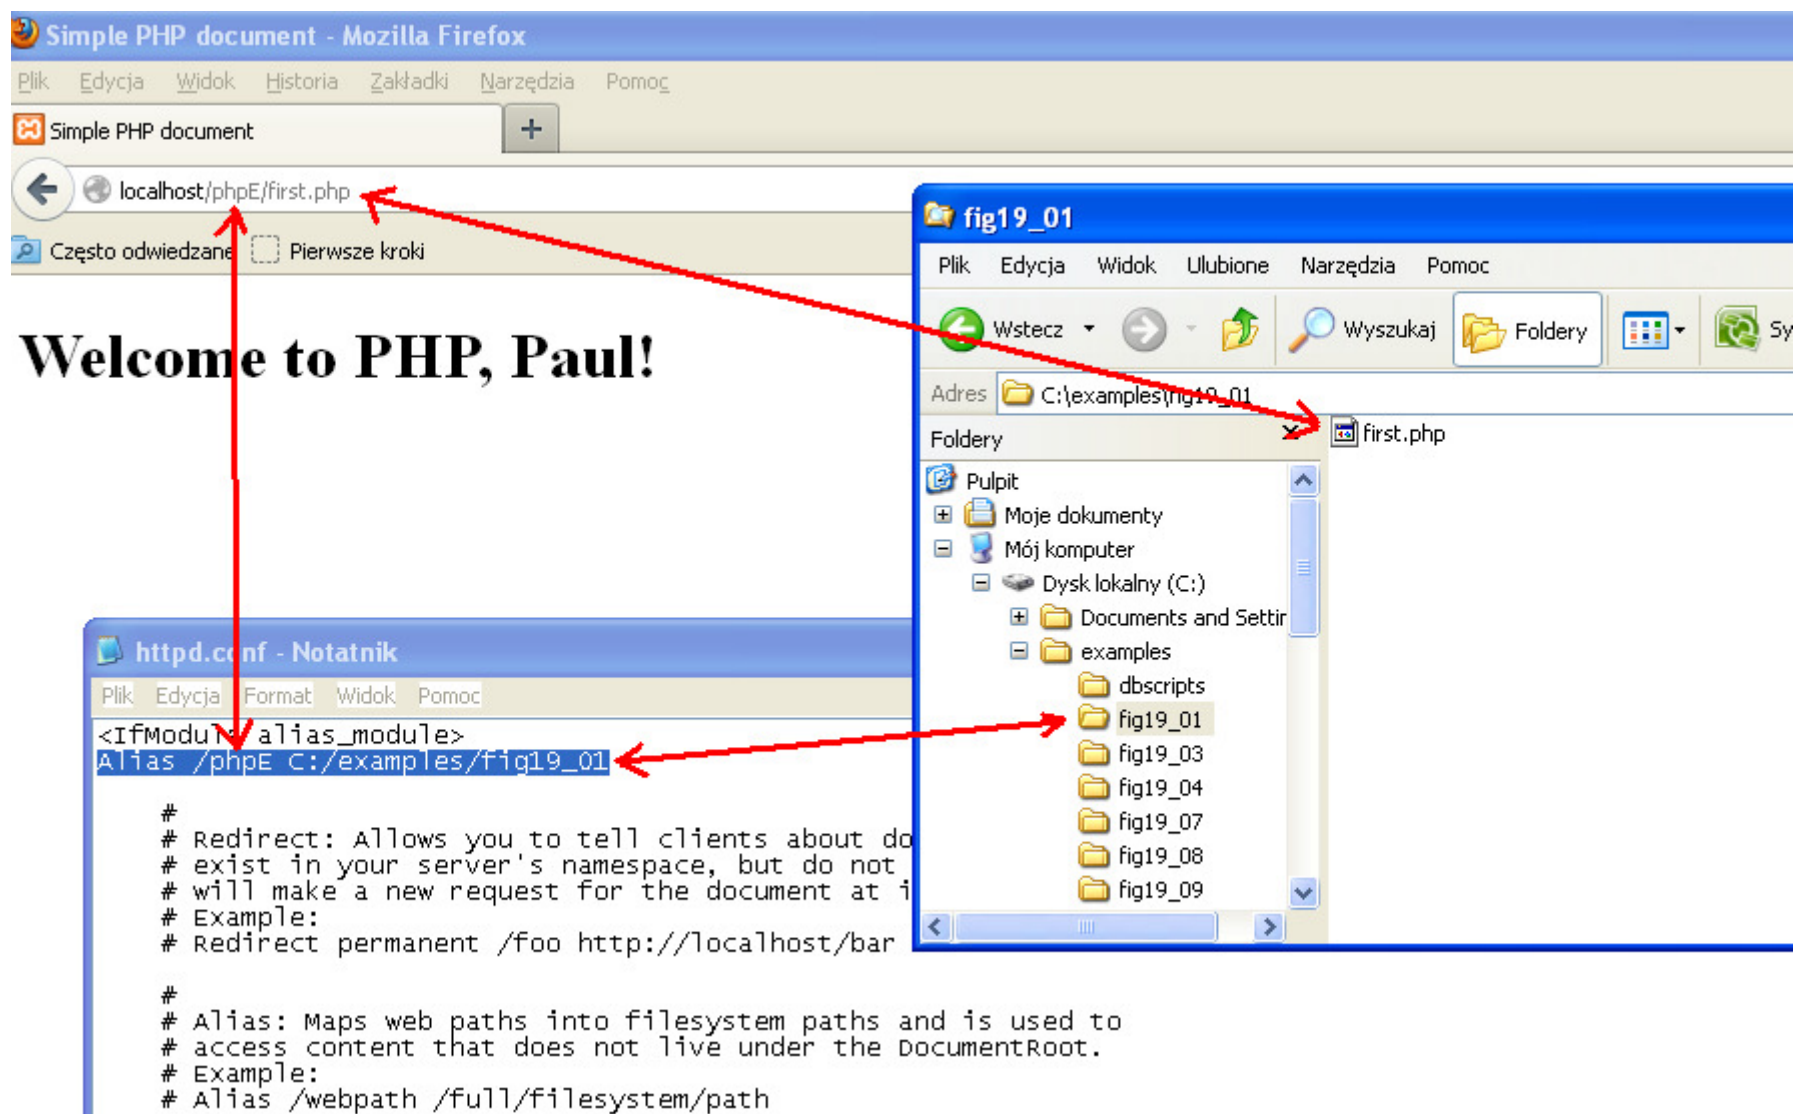 Simple PHP document - Mozilla Firefox
Plik Edycja Widok Historia Zakładki Narzędzia Pomoc
Simple PHP document
localhost/phpE/first.php
Często odwiedzane Pierwsze kroki
Welcome to PHP, Paul!
fig19_01
Plik Edycja Widok Ulubione Narzędzia Pomoc
Wstecz Wyszukaj Foldery Sy
Adres C:\examples\fig19_01
Foldery
first.php
Pulpit
Moje dokumenty
Mój komputer
Dysk lokalny (C:)
Documents and Settin
examples
dbscripts
fig19_01
fig19_03
fig19_04
fig19_07
fig19_08
fig19_09
httpd.conf - Notatnik
Plik Edycja Format Widok Pomoc
<IfModule alias_module>
Alias /phpE C:/examples/fig19_01
#
# Redirect: Allows you to tell clients about do
# exist in your server's namespace, but do not
# will make a new request for the document at i
# Example:
# Redirect permanent /foo http://localhost/bar
#
# Alias: Maps web paths into filesystem paths and is used to
# access content that does not live under the DocumentRoot.
# Example:
# Alias /webpath /full/filesystem/path